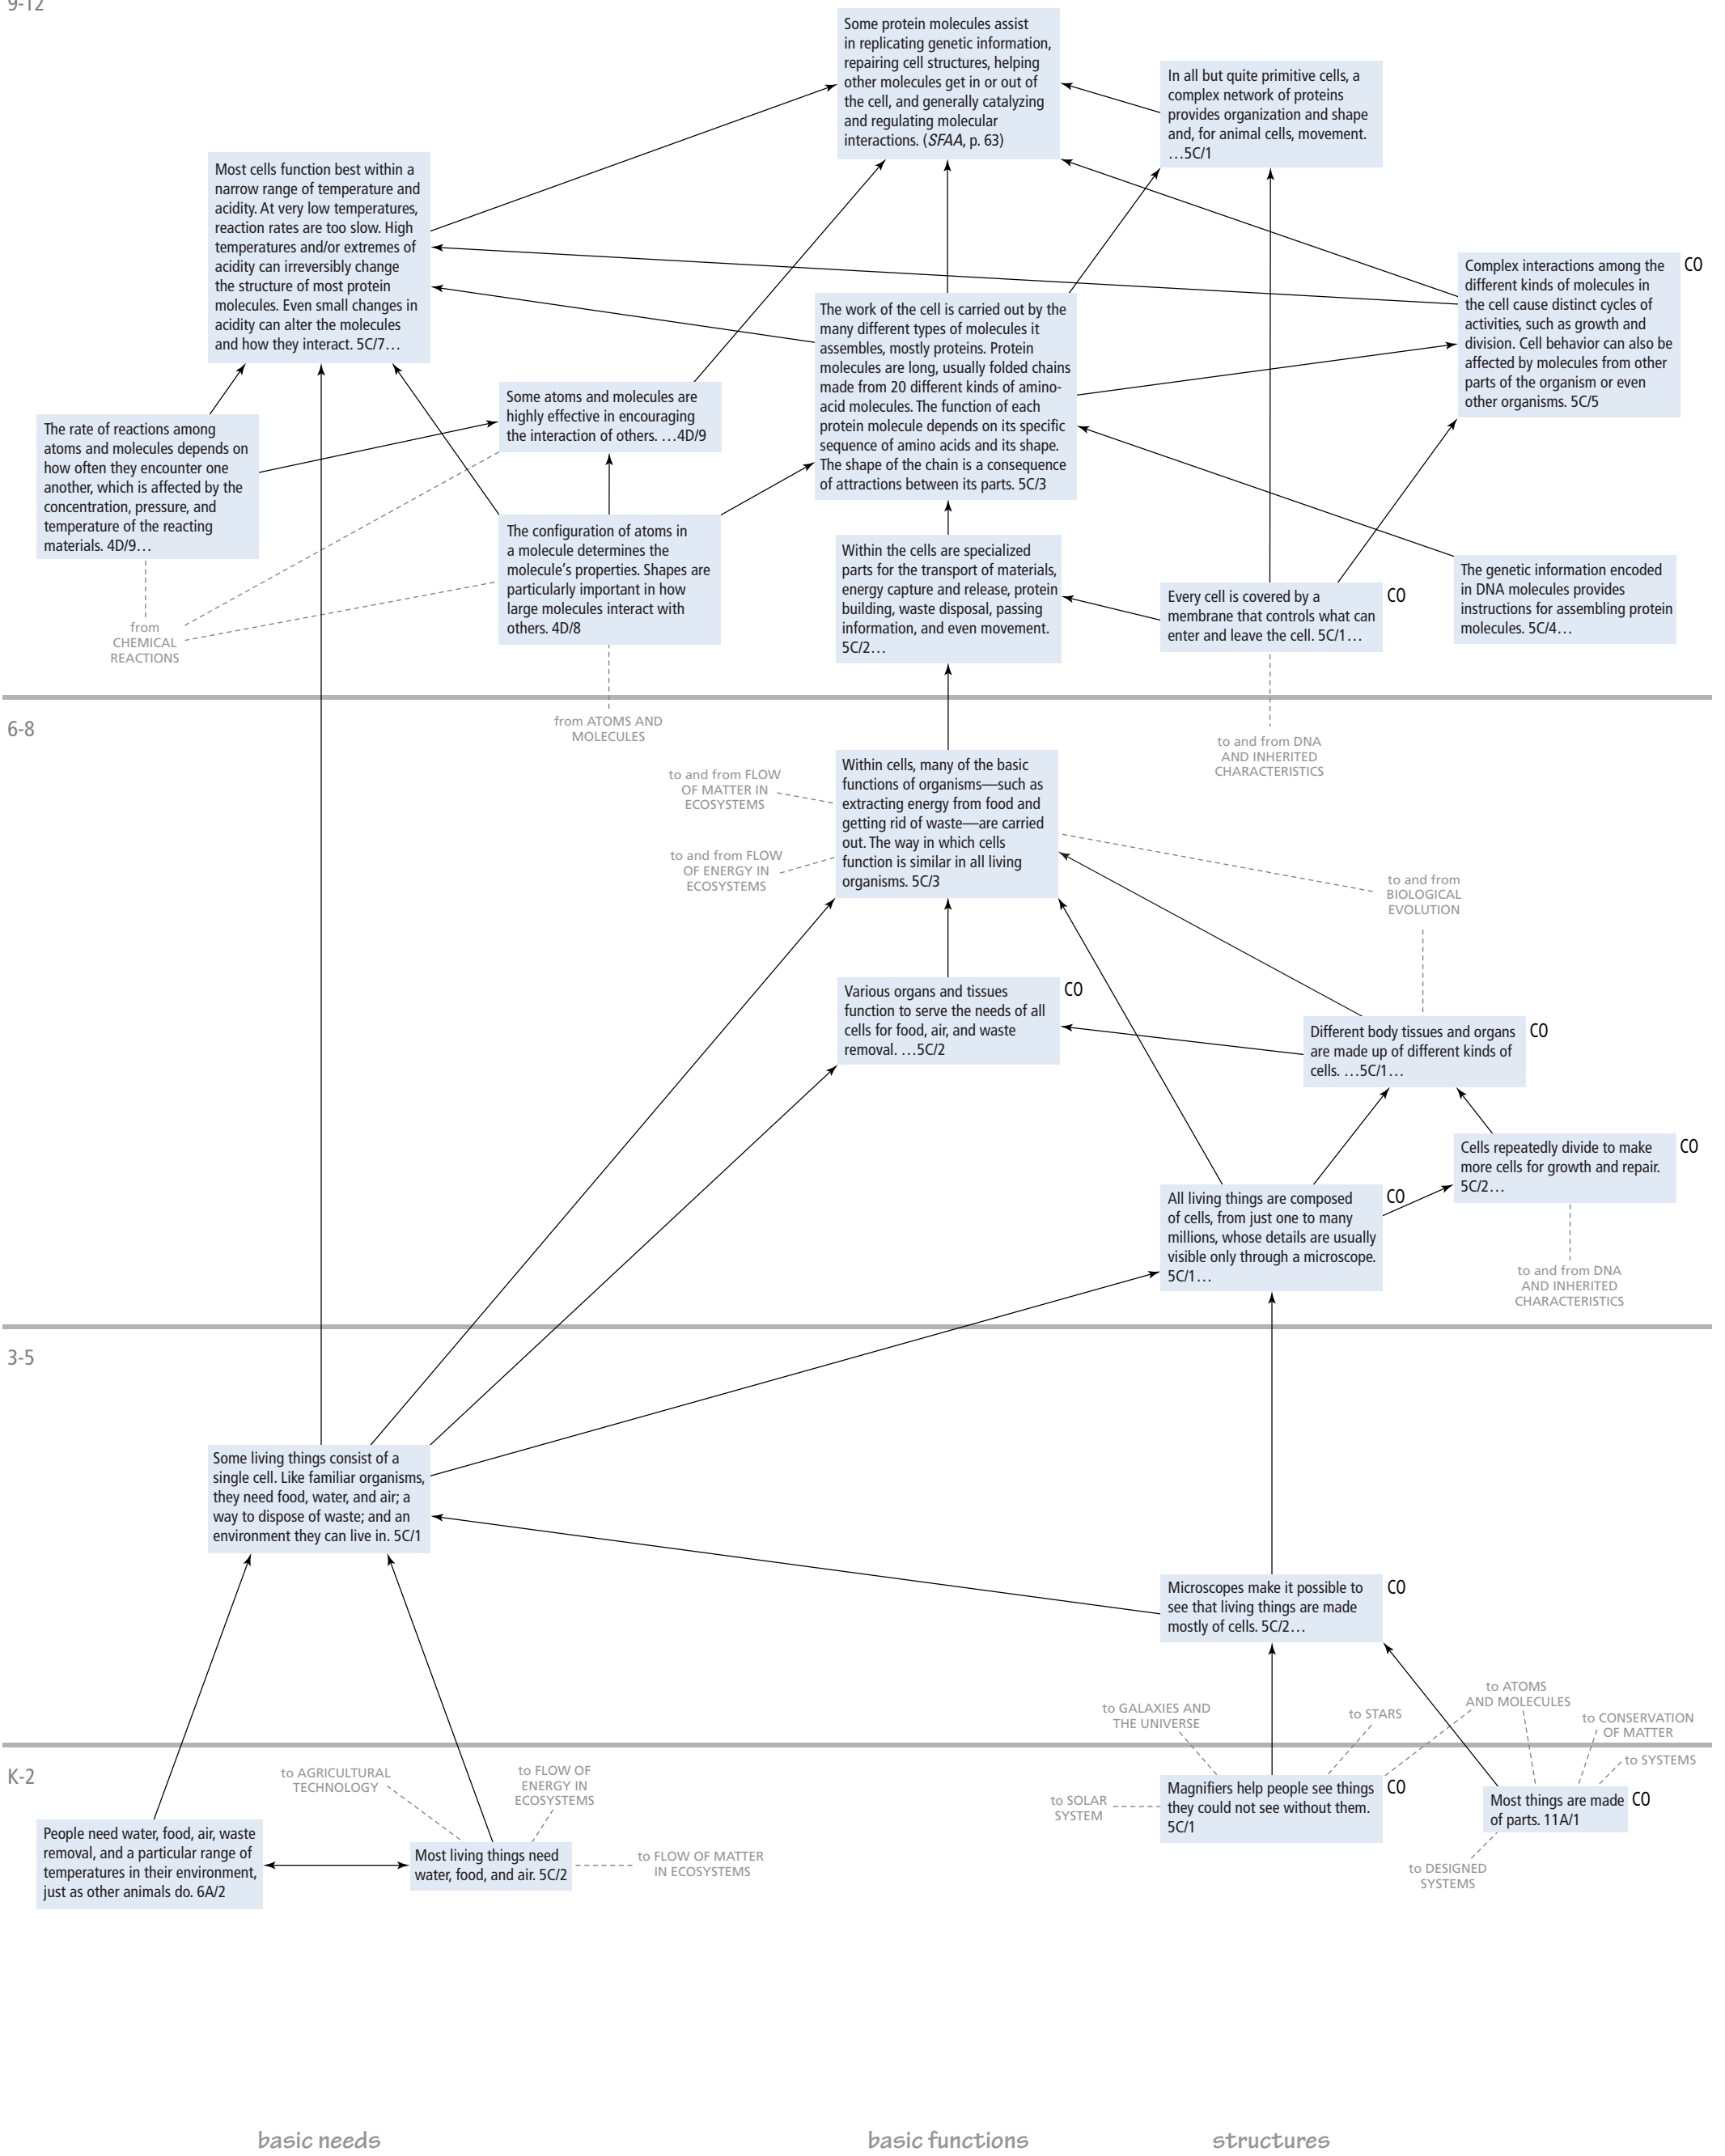 9-12
Some protein molecules assist
in replicating genetic information,
repairing cell structures, helping
other molecules get in or out of
the cell, and generally catalyzing
and regulating molecular
interactions. (SFAA, p. 63)
In all but quite primitive cells, a
complex network of proteins
provides organization and shape
and, for animal cells, movement.
…5C/1
Most cells function best within a
narrow range of temperature and
acidity. At very low temperatures,
reaction rates are too slow. High
temperatures and/or extremes of
acidity can irreversibly change
the structure of most protein
molecules. Even small changes in
acidity can alter the molecules
and how they interact. 5C/7…
Complex interactions among the
different kinds of molecules in
the cell cause distinct cycles of
activities, such as growth and
division. Cell behavior can also be
affected by molecules from other
parts of the organism or even
other organisms. 5C/5
CO
The work of the cell is carried out by the
many different types of molecules it
assembles, mostly proteins. Protein
molecules are long, usually folded chains
made from 20 different kinds of amino-
acid molecules. The function of each
protein molecule depends on its specific
sequence of amino acids and its shape.
The shape of the chain is a consequence
of attractions between its parts. 5C/3
Some atoms and molecules are
highly effective in encouraging
the interaction of others. …4D/9
The rate of reactions among
atoms and molecules depends on
how often they encounter one
another, which is affected by the
concentration, pressure, and
temperature of the reacting
materials. 4D/9…
The configuration of atoms in
a molecule determines the
molecule’s properties. Shapes are
particularly important in how
large molecules interact with
others. 4D/8
Within the cells are specialized
parts for the transport of materials,
energy capture and release, protein
building, waste disposal, passing
information, and even movement.
5C/2…
Every cell is covered by a
membrane that controls what can
enter and leave the cell. 5C/1…
CO
The genetic information encoded
in DNA molecules provides
instructions for assembling protein
molecules. 5C/4…
from
CHEMICAL
REACTIONS
6-8
from ATOMS AND
MOLECULES
to and from DNA
AND INHERITED
CHARACTERISTICS
to and from FLOW
OF MATTER IN
ECOSYSTEMS
Within cells, many of the basic
functions of organisms—such as
extracting energy from food and
getting rid of waste—are carried
out. The way in which cells
function is similar in all living
organisms. 5C/3
to and from FLOW
OF ENERGY IN
ECOSYSTEMS
to and from
BIOLOGICAL
EVOLUTION
Various organs and tissues
function to serve the needs of all
cells for food, air, and waste
removal. …5C/2
CO
Different body tissues and organs
are made up of different kinds of
cells. …5C/1…
CO
Cells repeatedly divide to make
more cells for growth and repair.
5C/2…
CO
All living things are composed
of cells, from just one to many
millions, whose details are usually
visible only through a microscope.
5C/1…
CO
to and from DNA
AND INHERITED
CHARACTERISTICS
3-5
Some living things consist of a
single cell. Like familiar organisms,
they need food, water, and air; a
way to dispose of waste; and an
environment they can live in. 5C/1
Microscopes make it possible to
see that living things are made
mostly of cells. 5C/2…
CO
to GALAXIES AND
THE UNIVERSE
to STARS
to ATOMS
AND MOLECULES
to CONSERVATION
OF MATTER
to SYSTEMS
K-2
to AGRICULTURAL
TECHNOLOGY
to FLOW OF
ENERGY IN
ECOSYSTEMS
to SOLAR
SYSTEM
Magnifiers help people see things
they could not see without them.
5C/1
CO
Most things are made
of parts. 11A/1
CO
People need water, food, air, waste
removal, and a particular range of
temperatures in their environment,
just as other animals do. 6A/2
Most living things need
water, food, and air. 5C/2
to FLOW OF MATTER
IN ECOSYSTEMS
to DESIGNED
SYSTEMS
basic needs
basic functions
structures